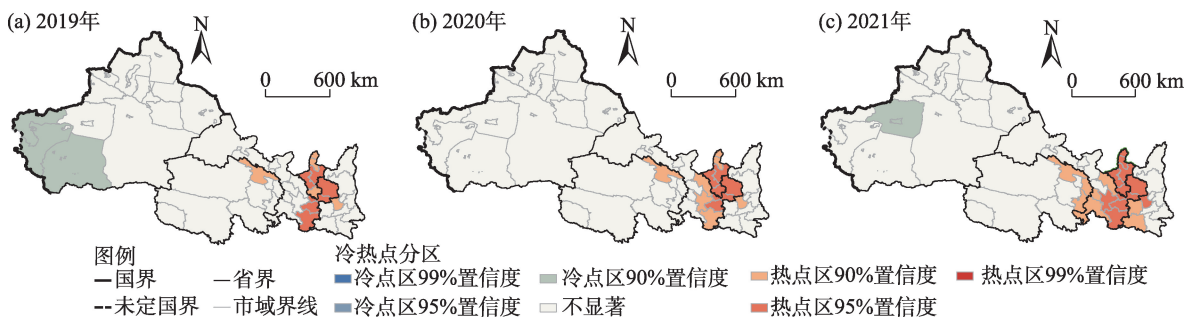 (a) 2019年
(b) 2020年
(c) 2021年
N
N
N
0 600 km
0 600 km
0 600 km
图例
国界
省界
未定国界
市域界线
冷热点分区
冷点区99%置信度
冷点区90%置信度
热点区90%置信度
热点区99%置信度
冷点区95%置信度
不显著
热点区95%置信度